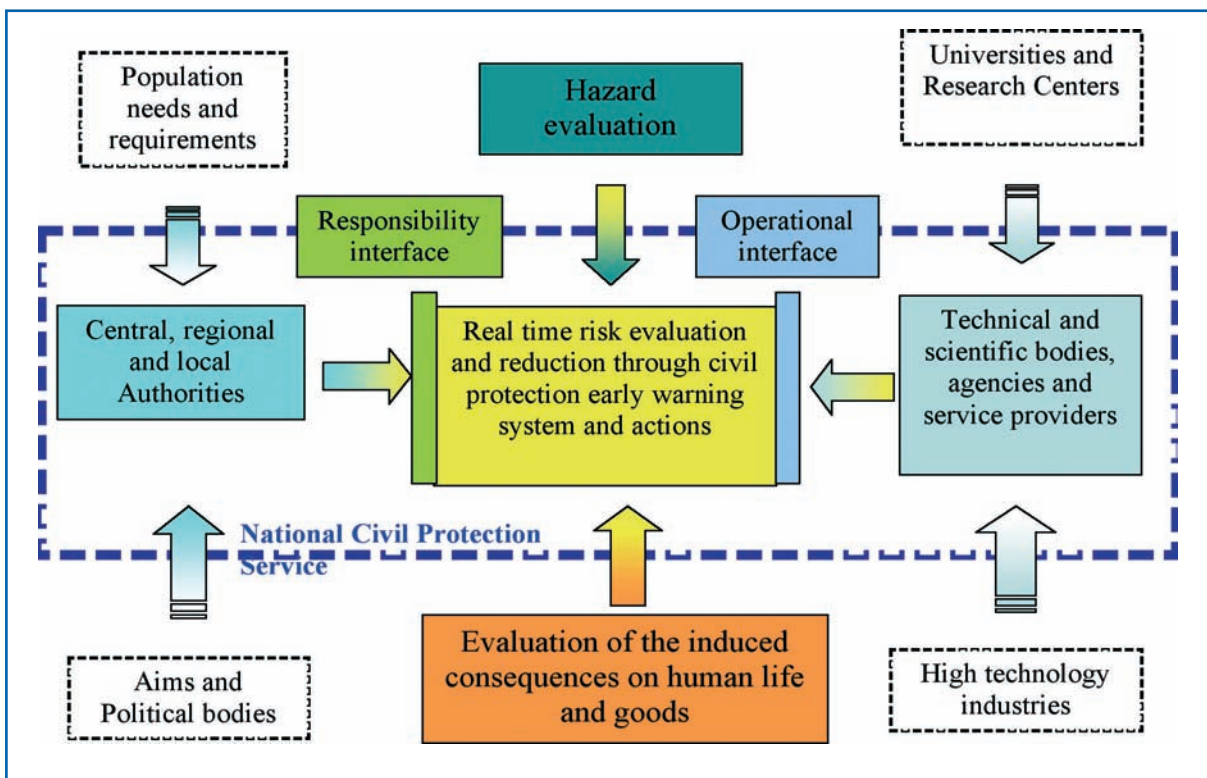 Population
needs and
requirements
Hazard
evaluation
Universities and
Research Centers
Responsibility
interface
Operational
interface
Central, regional
and local
Authorities
Real time risk evaluation
and reduction through civil
protection early warning
system and actions
Technical and
scientific bodies,
agencies and
service providers
National Civil Protection
Service
Aims and
Political bodies
Evaluation of the induced
consequences on human life
and goods
High technology
industries